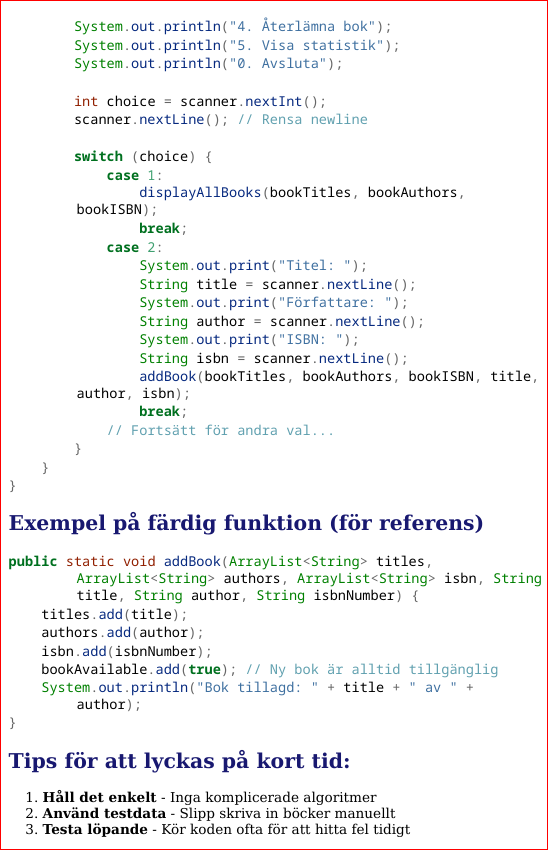 System.out.println("4. Återlämna bok");
System.out.println("5. Visa statistik");
System.out.println("0. Avsluta");
int choice = scanner.nextInt();
scanner.nextLine(); // Rensa newline
switch (choice) {
case 1:
displayAllBooks(bookTitles, bookAuthors,
bookISBN);
break;
case 2:
System.out.print("Titel: ");
String title = scanner.nextLine();
System.out.print("Författare: ");
String author = scanner.nextLine();
System.out.print("ISBN: ");
String isbn = scanner.nextLine();
addBook(bookTitles, bookAuthors, bookISBN, title,
author, isbn);
break;
// Fortsätt för andra val...
}
}
}
Exempel på färdig funktion (för referens)
public static void addBook(ArrayList<String> titles,
ArrayList<String> authors, ArrayList<String> isbn, String
title, String author, String isbnNumber) {
titles.add(title);
authors.add(author);
isbn.add(isbnNumber);
bookAvailable.add(true); // Ny bok är alltid tillgänglig
System.out.println("Bok tillagd: " + title + " av " +
author);
}
Tips för att lyckas på kort tid:
1. Håll det enkelt - Inga komplicerade algoritmer
2. Använd testdata - Slipp skriva in böcker manuellt
3. Testa löpande - Kör koden ofta för att hitta fel tidigt